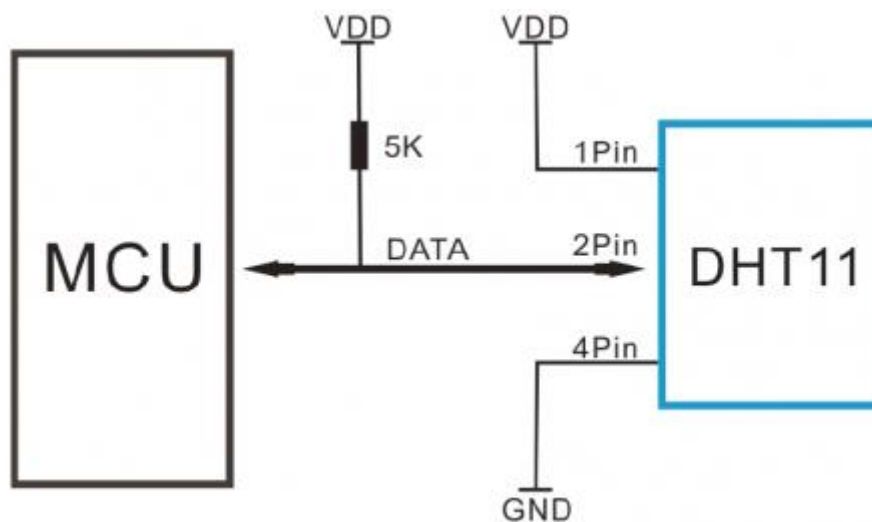 VDD
VDD
5K
1Pin
MCU
DATA
2Pin
DHT11
4Pin
GND